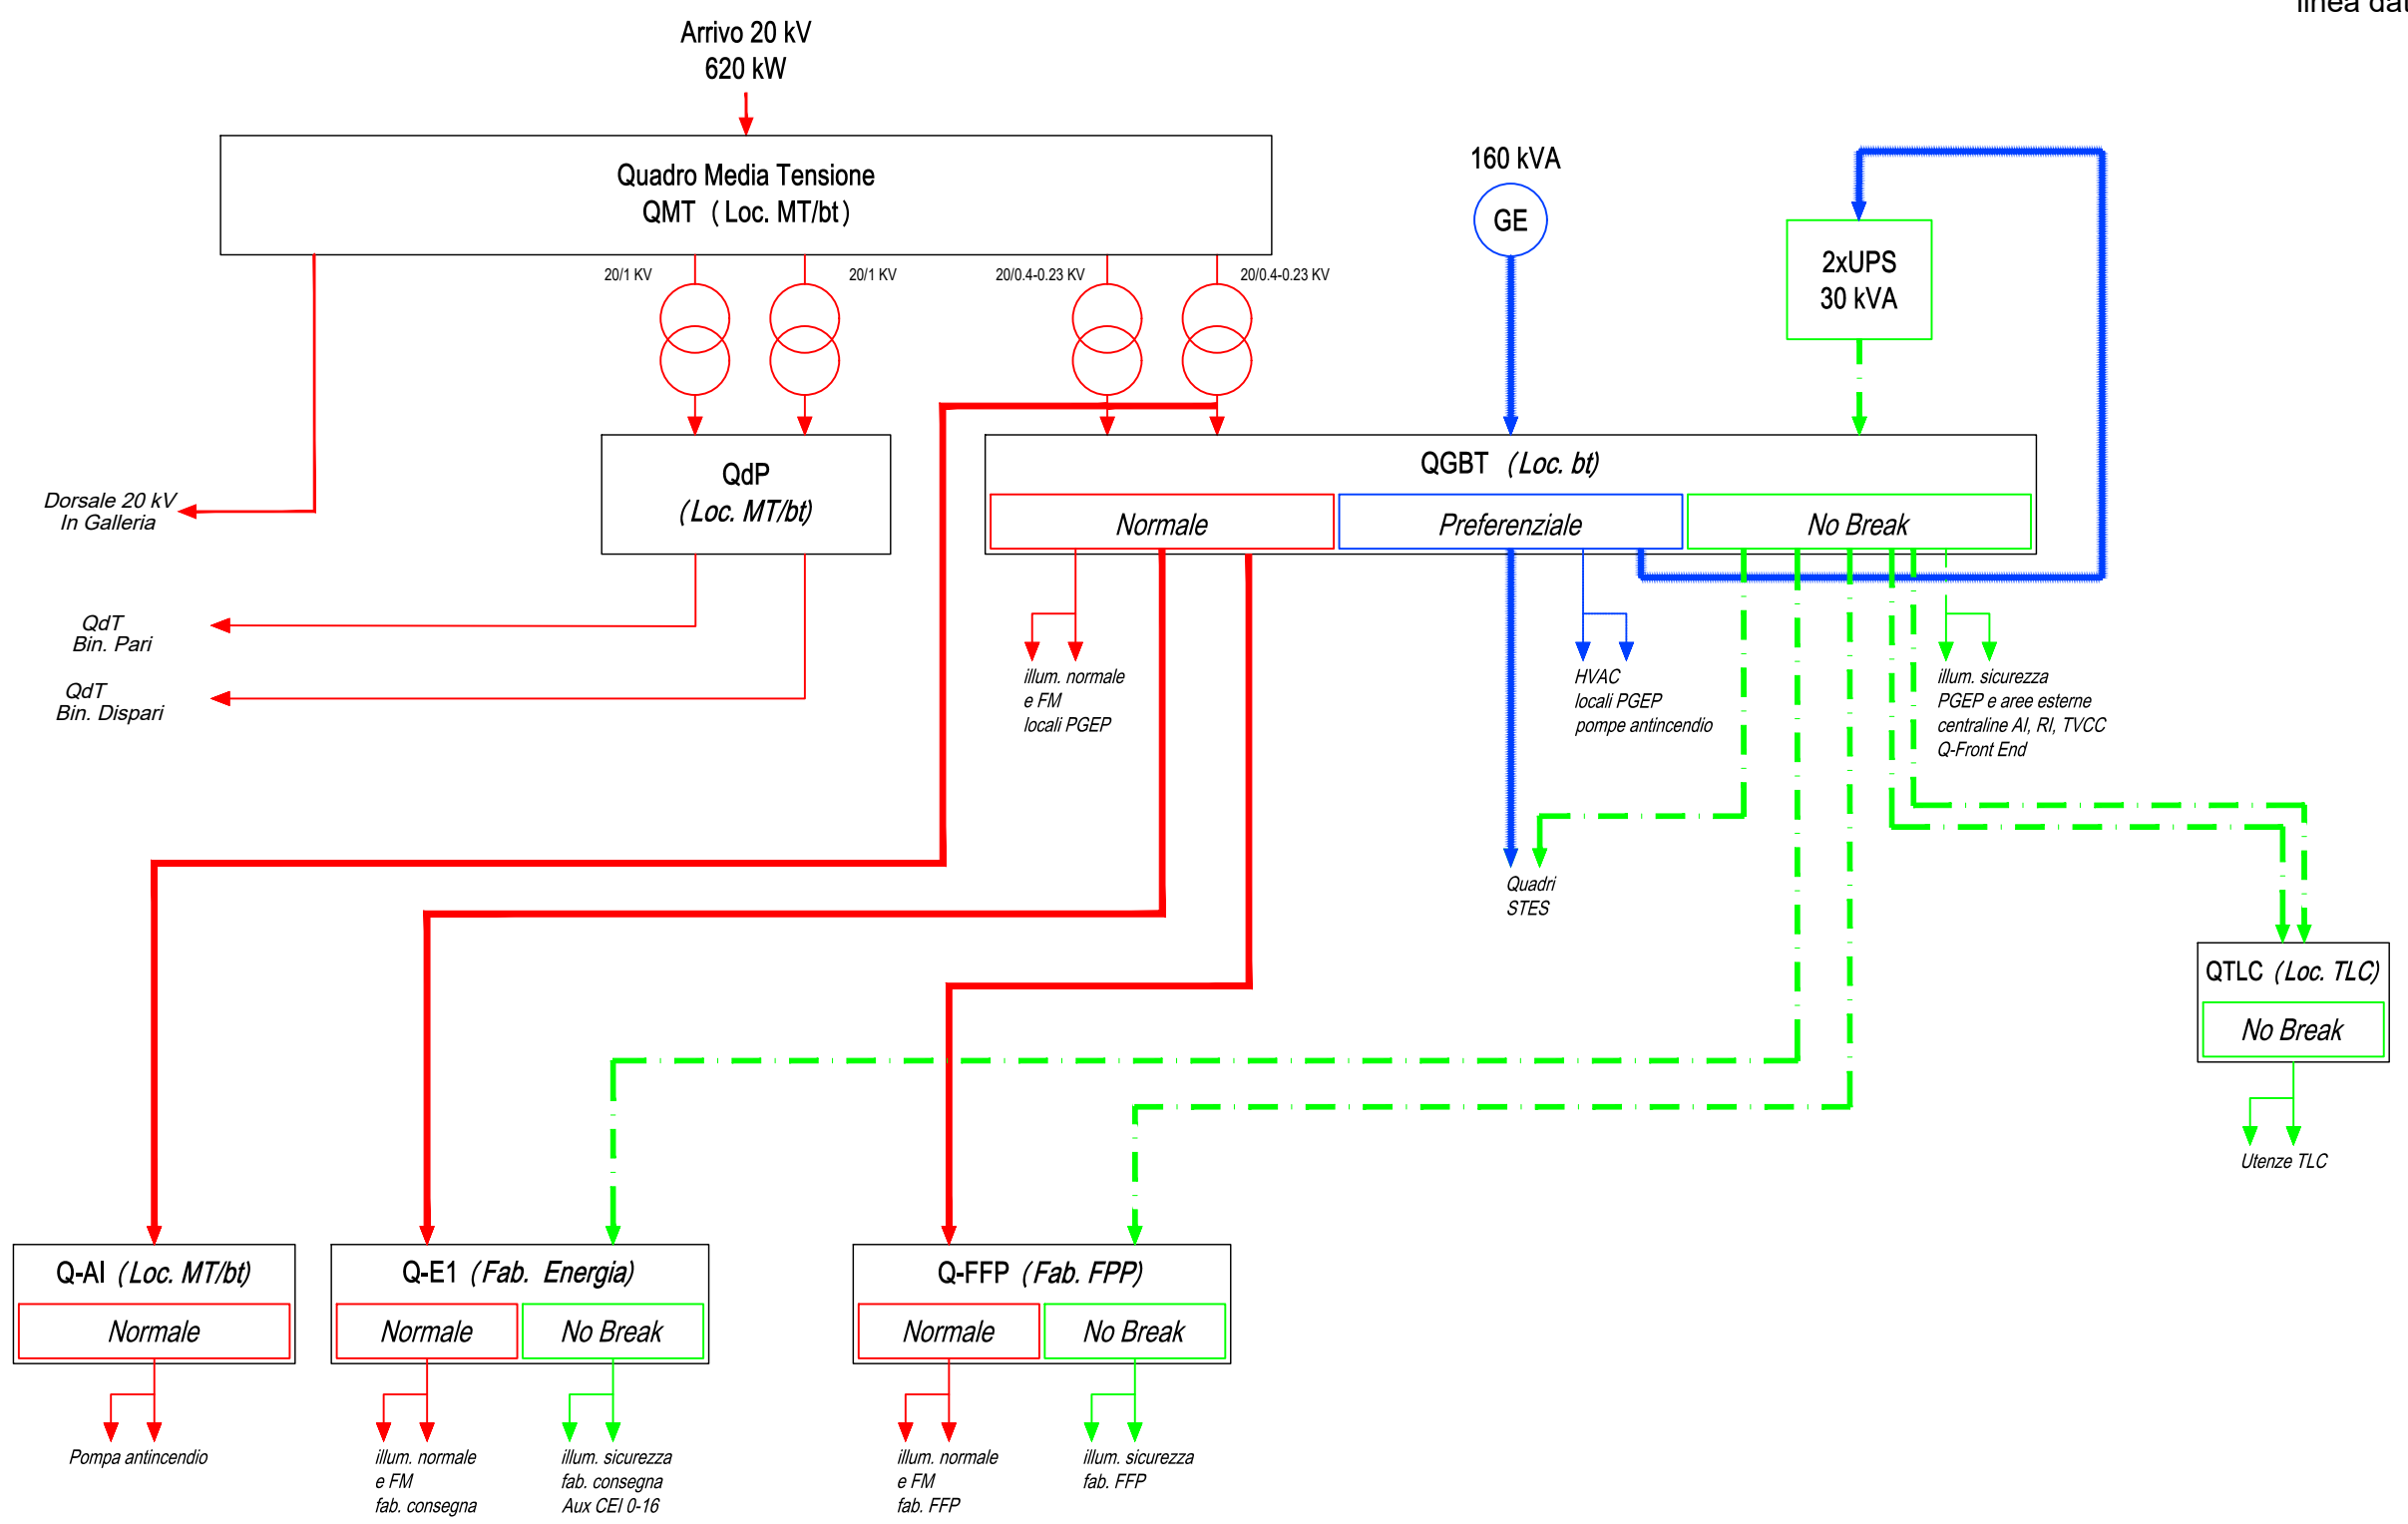 linea dat
Arrivo 20 kV
620 kW
Quadro Media Tensione
QMT ( Loc. MT/bt )
160 kVA
GE
2xUPS
30 kVA
20/1 KV
20/1 KV
20/0.4-0.23 KV
20/0.4-0.23 KV
QdP
(Loc. MT/bt)
QGBT (Loc. bt)
Normale
Preferenziale
No Break
Dorsale 20 kV
In Galleria
QdT
Bin. Pari
QdT
Bin. Dispari
illum. normale
e FM
locali PGEP
HVAC
locali PGEP
pompe antincendio
illum. sicurezza
PGEP e aree esterne
centraline AI, RI, TVCC
Q-Front End
Quadri
STES
QTLC (Loc. TLC)
No Break
Utenze TLC
Q-AI (Loc. MT/bt)
Normale
Pompa antincendio
Q-E1 (Fab. Energia)
Normale
No Break
illum. normale
e FM
fab. consegna
illum. sicurezza
fab. consegna
Aux CEI 0-16
Q-FFP (Fab. FPP)
Normale
No Break
illum. normale
e FM
fab. FFP
illum. sicurezza
fab. FFP